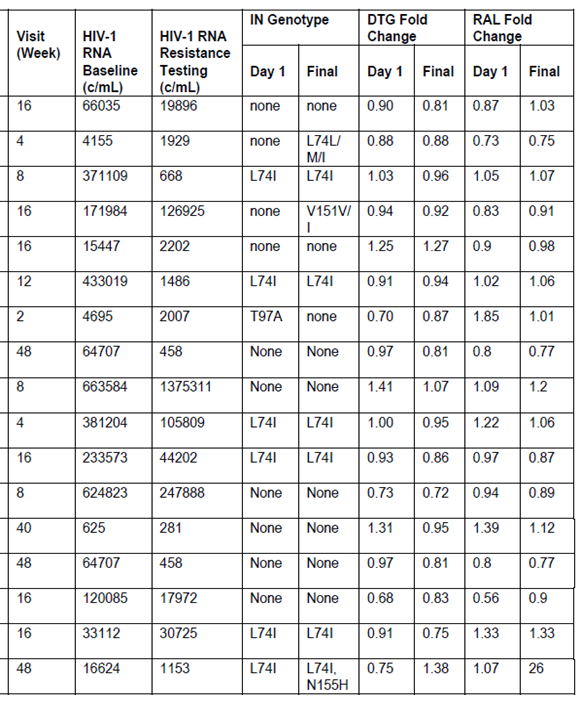 Visit (Week) | HIV-1 RNA Baseline (c/mL) | HIV-1 RNA Resistance Testing (c/mL) | IN Genotype | DTG Fold Change | RAL Fold Change
Day 1 | Final | Day 1 | Final | Day 1 | Final
16 | 66035 | 19896 | none | none | 0.90 | 0.81 | 0.87 | 1.03
4 | 4155 | 1929 | none | L74L/M/I | 0.88 | 0.88 | 0.73 | 0.75
8 | 371109 | 668 | L74I | L74I | 1.03 | 0.96 | 1.05 | 1.07
16 | 171984 | 126925 | none | V151V/I | 0.94 | 0.92 | 0.83 | 0.91
16 | 15447 | 2202 | none | none | 1.25 | 1.27 | 0.9 | 0.98
12 | 433019 | 1486 | L74I | L74I | 0.91 | 0.94 | 1.02 | 1.06
2 | 4695 | 2007 | T97A | none | 0.70 | 0.87 | 1.85 | 1.01
48 | 64707 | 458 | None | None | 0.97 | 0.81 | 0.8 | 0.77
8 | 663584 | 1375311 | None | None | 1.41 | 1.07 | 1.09 | 1.2
4 | 381204 | 105809 | L74I | L74I | 1.00 | 0.95 | 1.22 | 1.06
16 | 233573 | 44202 | L74I | L74I | 0.93 | 0.86 | 0.97 | 0.87
8 | 624823 | 247888 | None | None | 0.73 | 0.72 | 0.94 | 0.89
40 | 625 | 281 | None | None | 1.31 | 0.95 | 1.39 | 1.12
48 | 64707 | 458 | None | None | 0.97 | 0.81 | 0.8 | 0.77
16 | 120085 | 17972 | None | None | 0.68 | 0.83 | 0.56 | 0.9
16 | 33112 | 30725 | L74I | L74I | 0.91 | 0.75 | 1.33 | 1.33
48 | 16624 | 1153 | L74I | L74I, N155H | 0.75 | 1.38 | 1.07 | 26